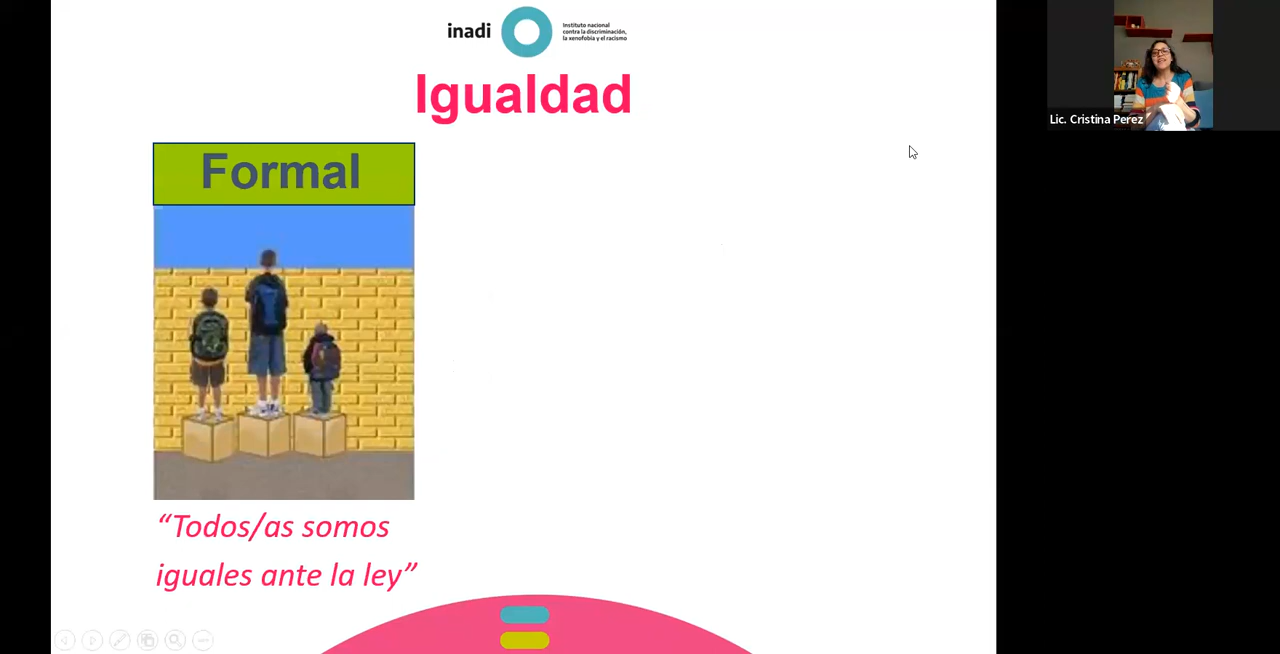 inadi
Instituto nacional
contra la discriminación,
la xenofobia y el racismo
Igualdad
Lic. Cristina Perez
Formal
“Todos/as somos
iguales ante la ley”